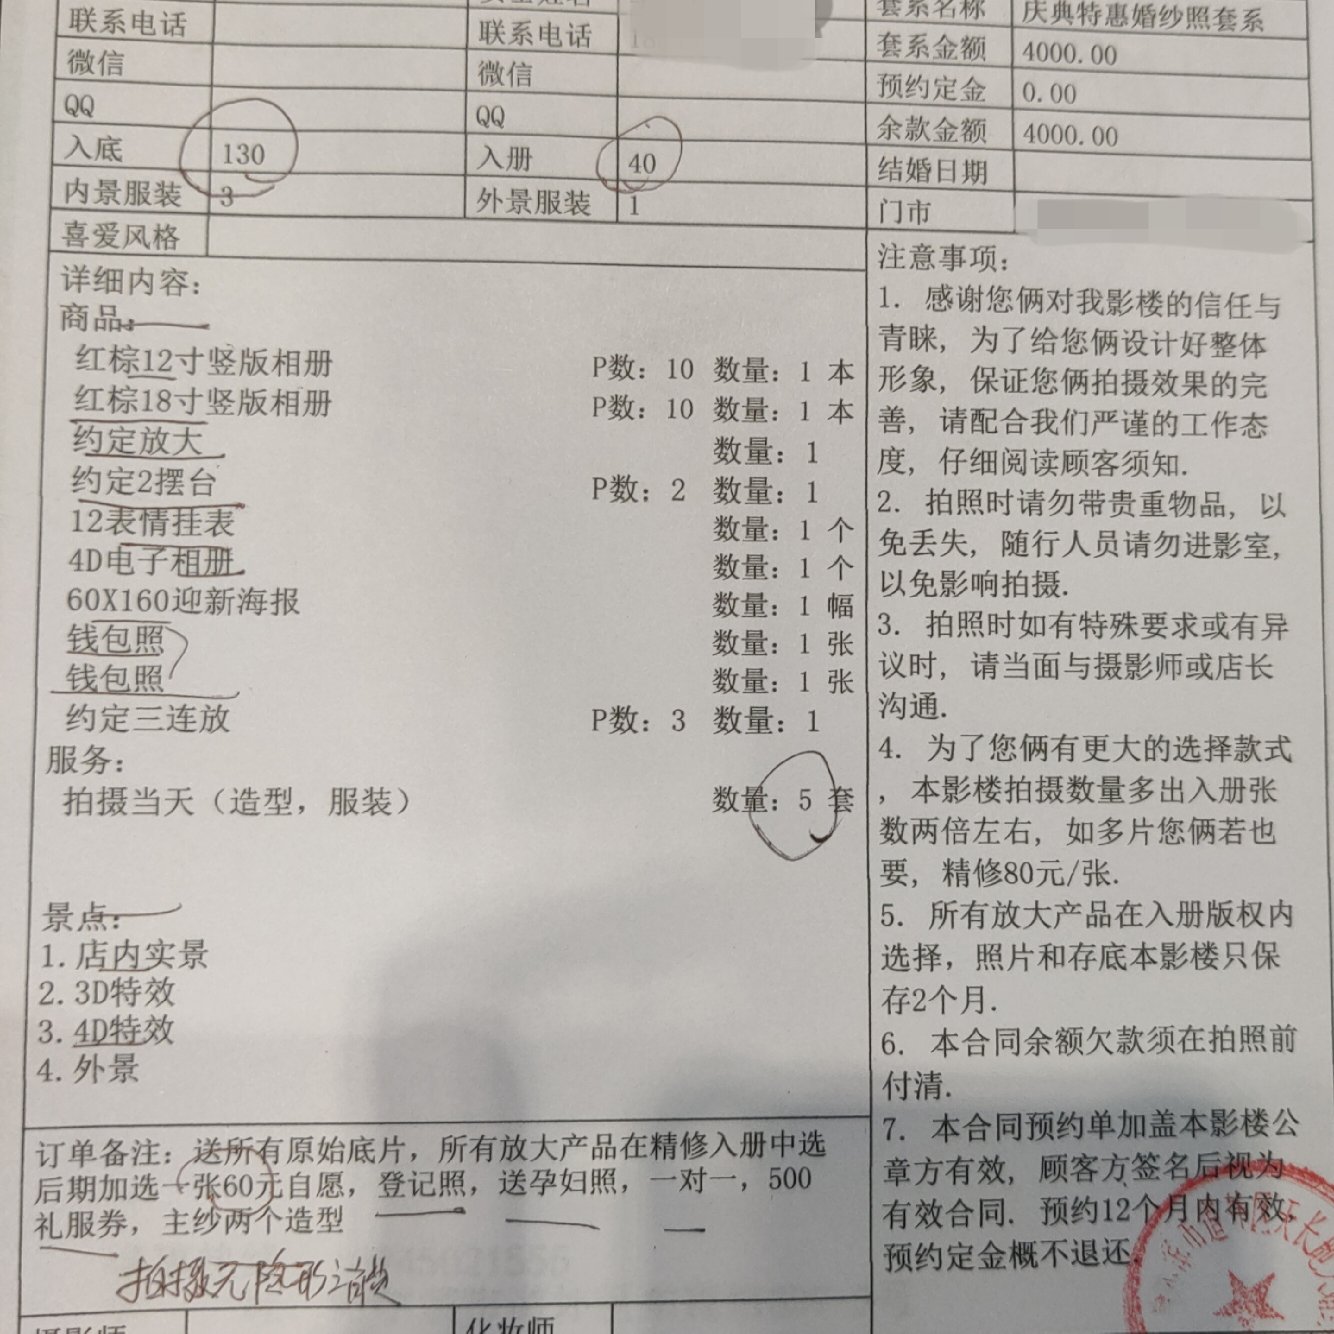 联系电话
联系电话
套系名称 庆典特惠婚纱照套系
微信
微信
套系金额 4000.00
QQ
QQ
预约定金 0.00
入底 130
入册 40
余款金额 4000.00
内景服装 3
外景服装 1
结婚日期
喜爱风格
门市
详细内容:
商品:
红棕12寸竖版相册 P数: 10 数量: 1 本
红棕18寸竖版相册 P数: 10 数量: 1 本
约定放大 数量: 1
约定2摆台 P数: 2 数量: 1
12表情挂表 数量: 1 个
4D电子相册 数量: 1 个
60X160迎新海报 数量: 1 幅
钱包照 数量: 1 张
钱包照 数量: 1 张
约定三连放 P数: 3 数量: 1
服务:
拍摄当天（造型, 服装） 数量: 5 套
景点:
1.店内实景
2.3D特效
3.4D特效
4.外景
注意事项:
1. 感谢您俩对我影楼的信任与
青睐, 为了给您俩设计好整体
形象, 保证您俩拍摄效果的完
善, 请配合我们严谨的工作态
度, 仔细阅读顾客须知.
2. 拍照时请勿带贵重物品, 以
免丢失, 随行人员请勿进影室,
以免影响拍摄.
3. 拍照时如有特殊要求或有异
议时, 请当面与摄影师或店长
沟通.
4. 为了您俩有更大的选择款式
, 本影楼拍摄数量多出入册张
数两倍左右, 如多片您俩若也
要, 精修80元/张.
5. 所有放大产品在入册版权内
选择, 照片和存底本影楼只保
存2个月.
6. 本合同余额欠款须在拍照前
付清.
7. 本合同预约单加盖本影楼公
章方有效, 顾客方签名后视为
有效合同. 预约12个月内有效,
预约定金概不退还.
订单备注: 送所有原始底片, 所有放大产品在精修入册中选
后期加选一张60元自愿, 登记照, 送孕妇照, 一对一, 500
礼服券, 主纱两个造型
拍摄无隐形消费
摄影师
化妆师